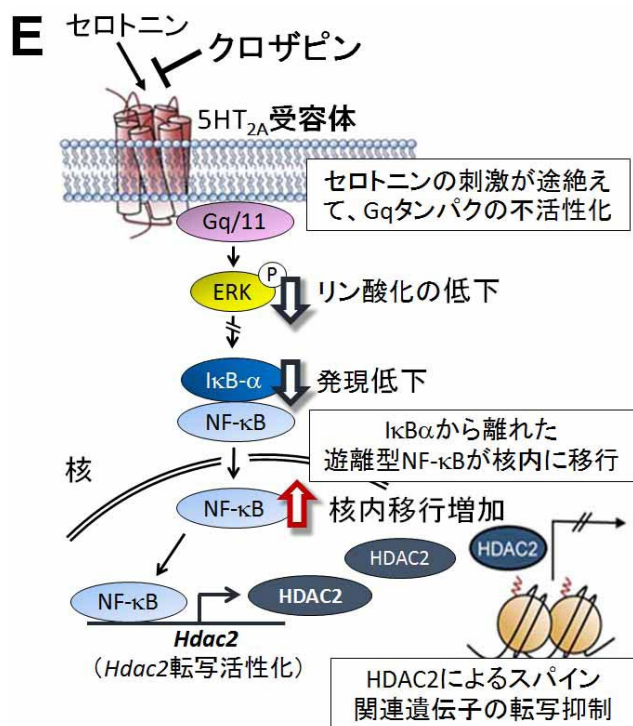 E
セロトニン
クロザピン
5HT2A受容体
セロトニンの刺激が途絶え
て、Gqタンパクの不活性化
Gq/11
P
ERK
リン酸化の低下
IκB-α
発現低下
NF-κB
IκBαから離れた
遊離型NF-κBが核内に移行
核
NF-κB
核内移行増加
HDAC2
HDAC2
NF-κB
HDAC2
Hdac2
（Hdac2転写活性化）
HDAC2によるスパイン
関連遺伝子の転写抑制